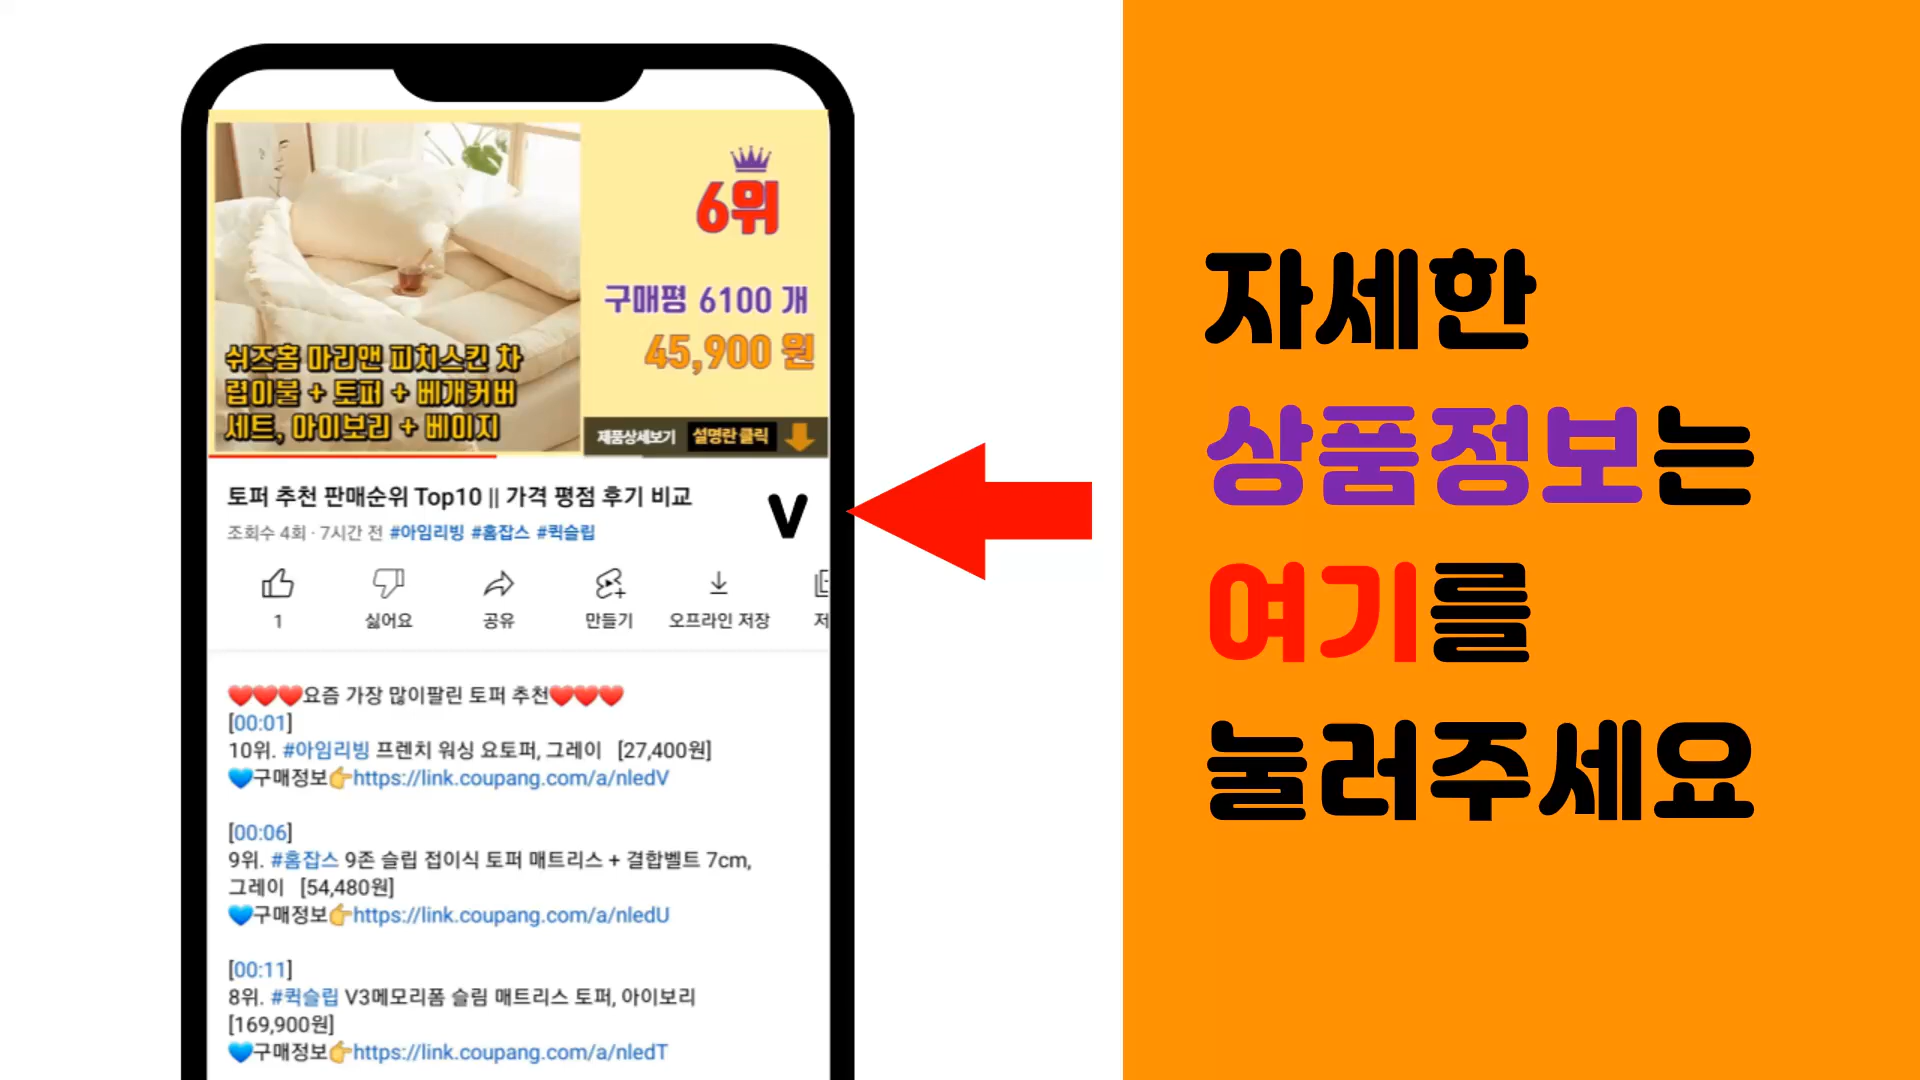 6위
구매평 6100 개
45,900 원
쉬즈홈 마리앤 피치스킨 차
렵이불 + 토퍼 + 베개커버
세트, 아이보리 + 베이지
제품상세보기 설명란 클릭
토퍼 추천 판매순위 Top10 || 가격 평점 후기 비교
V
조회수 4회 · 7시간 전 #아임리빙 #홈잡스 #퀵슬립
1 싫어요 공유 만들기 오프라인 저장 저
❤️❤️❤️요즘 가장 많이팔린 토퍼 추천❤️❤️❤️
[00:01]
10위. #아임리빙 프렌치 워싱 요토퍼, 그레이 [27,400원]
💙구매정보👉https://link.coupang.com/a/nledV
[00:06]
9위. #홈잡스 9존 슬립 접이식 토퍼 매트리스 + 결합벨트 7cm,
그레이 [54,480원]
💙구매정보👉https://link.coupang.com/a/nledU
[00:11]
8위. #퀵슬립 V3메모리폼 슬림 매트리스 토퍼, 아이보리
[169,900원]
💙구매정보👉https://link.coupang.com/a/nledT
자세한
상품정보는
여기를
눌러주세요